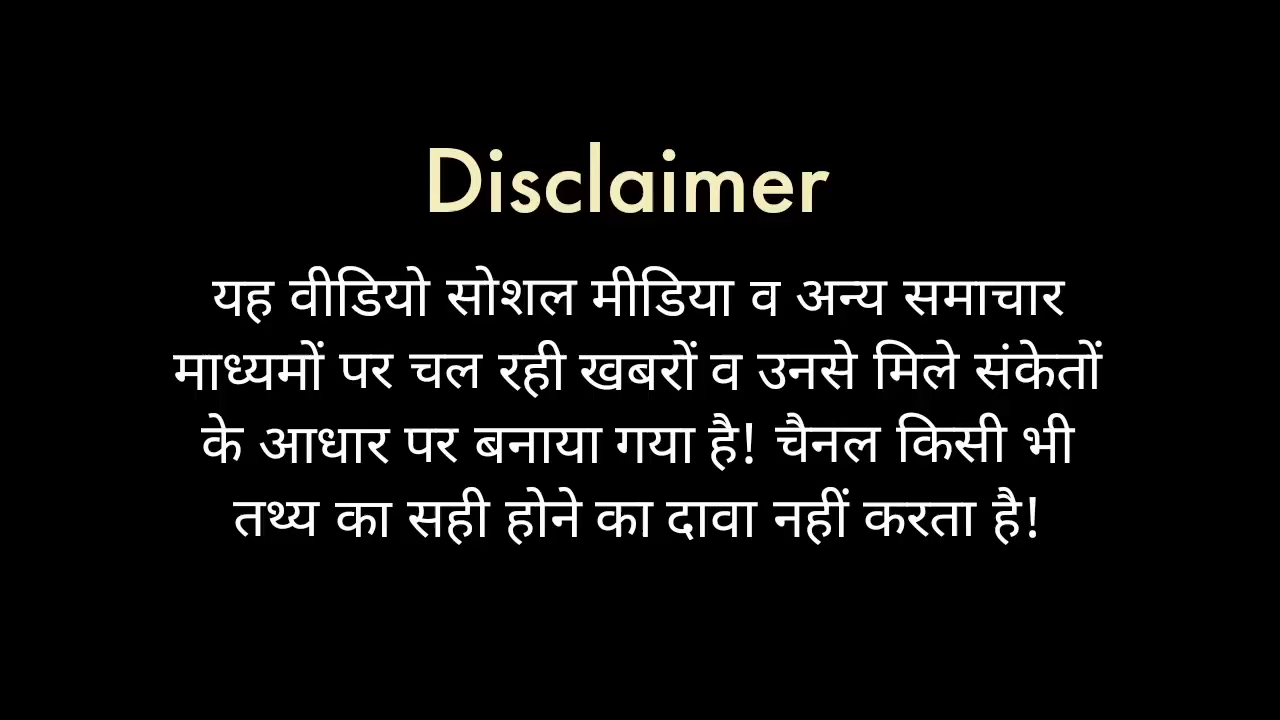 Disclaimer
यह वीडियो सोशल मीडिया व अन्य समाचार
माध्यमों पर चल रही खबरों व उनसे मिले संकेतों
के आधार पर बनाया गया है! चैनल किसी भी
तथ्य का सही होने का दावा नहीं करता है!